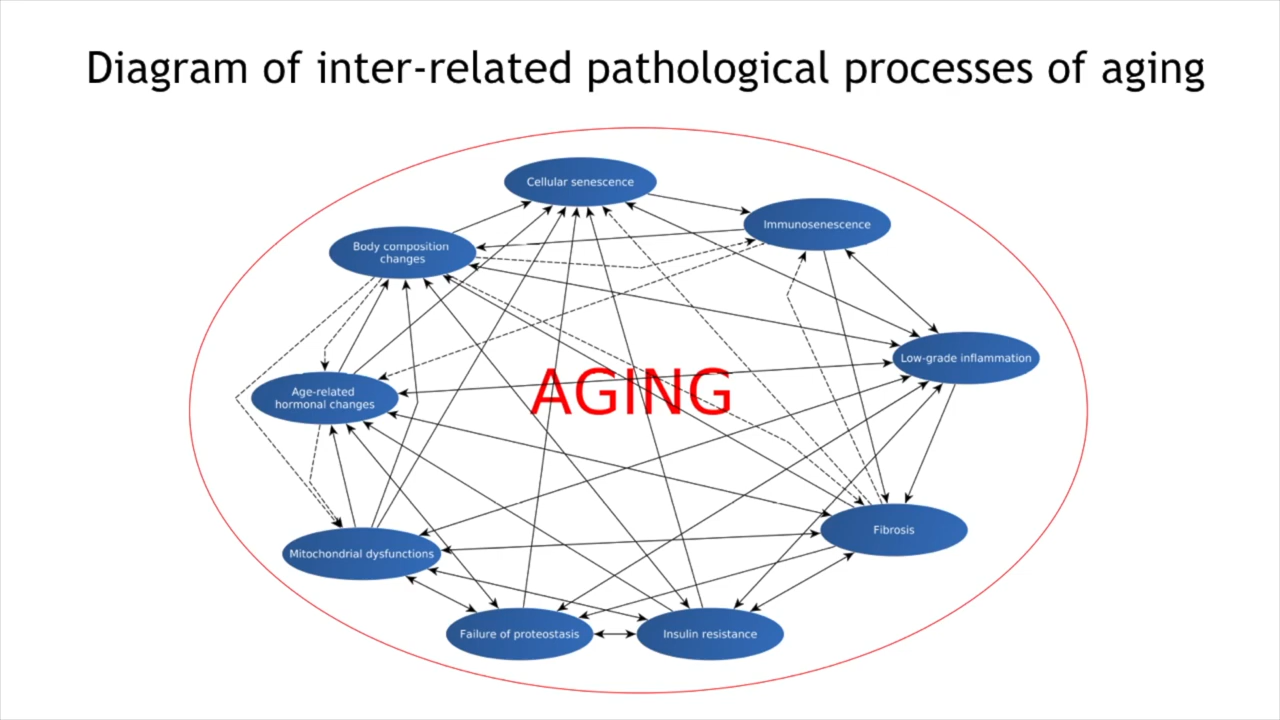 Diagram of inter-related pathological processes of aging
Cellular senescence
Immunosenescence
Body composition
changes
Low-grade inflammation
AGING
Age-related
hormonal changes
Fibrosis
Mitochondrial dysfunctions
Failure of proteostasis
Insulin resistance